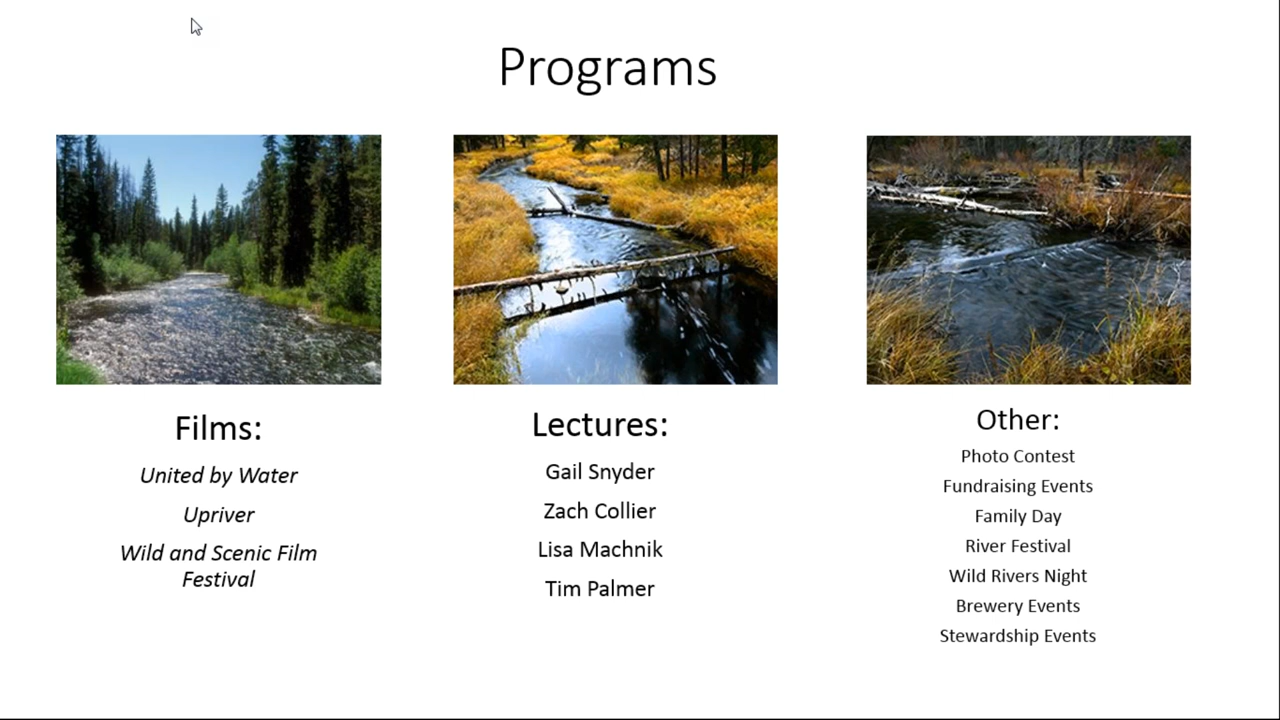 Programs
Films:
United by Water
Upriver
Wild and Scenic Film
Festival
Lectures:
Gail Snyder
Zach Collier
Lisa Machnik
Tim Palmer
Other:
Photo Contest
Fundraising Events
Family Day
River Festival
Wild Rivers Night
Brewery Events
Stewardship Events